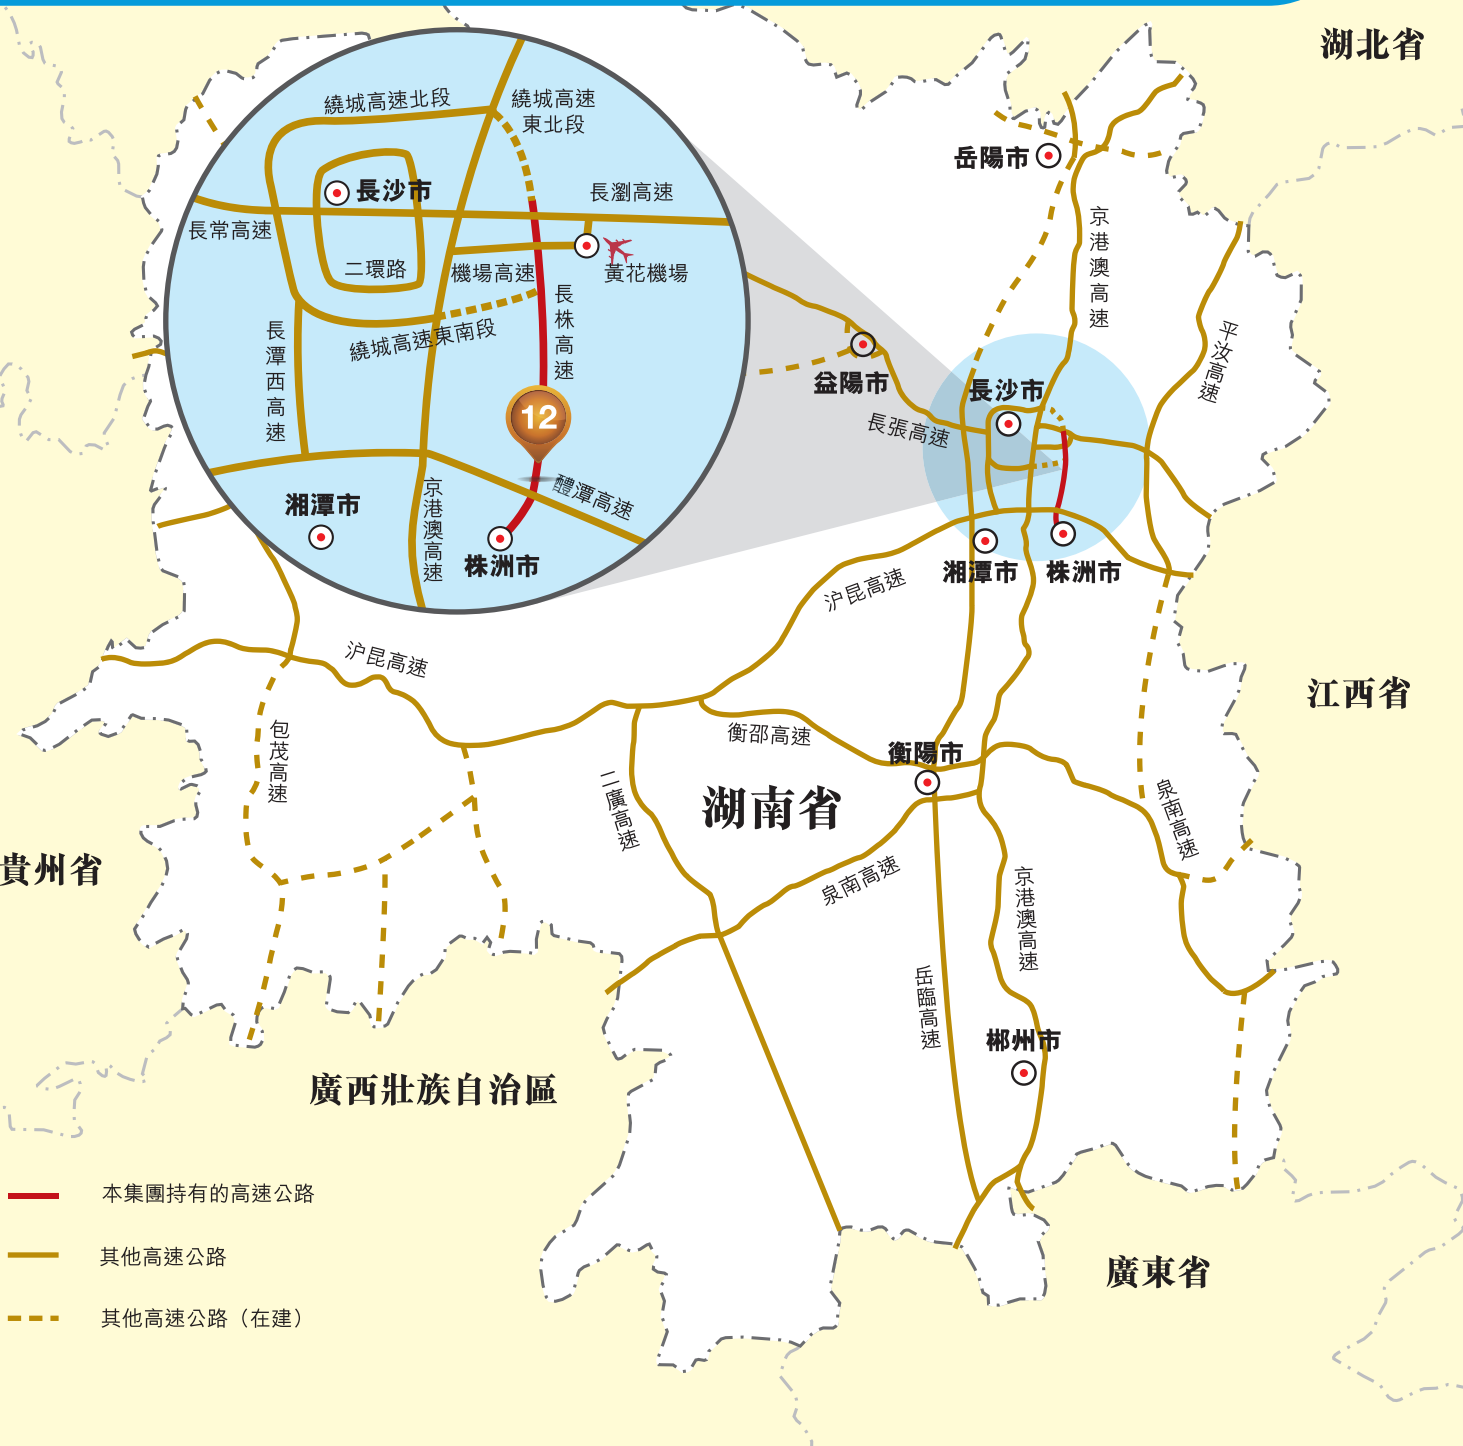 湖北省
繞城高速北段
繞城高速
東北段
岳陽市
長沙市
長瀏高速
長常高速
京港澳高速
二環路
機場高速
黃花機場
長株高速
長潭西高速
繞城高速東南段
平汝高速
益陽市
長沙市
長張高速
12
醴潭高速
湘潭市
京港澳高速
株洲市
湘潭市
株洲市
沪昆高速
沪昆高速
江西省
包茂高速
衡邵高速
衡陽市
二廣高速
湖南省
泉南高速
貴州省
泉南高速
京港澳高速
岳臨高速
郴州市
廣西壯族自治區
本集團持有的高速公路
其他高速公路
廣東省
其他高速公路（在建）